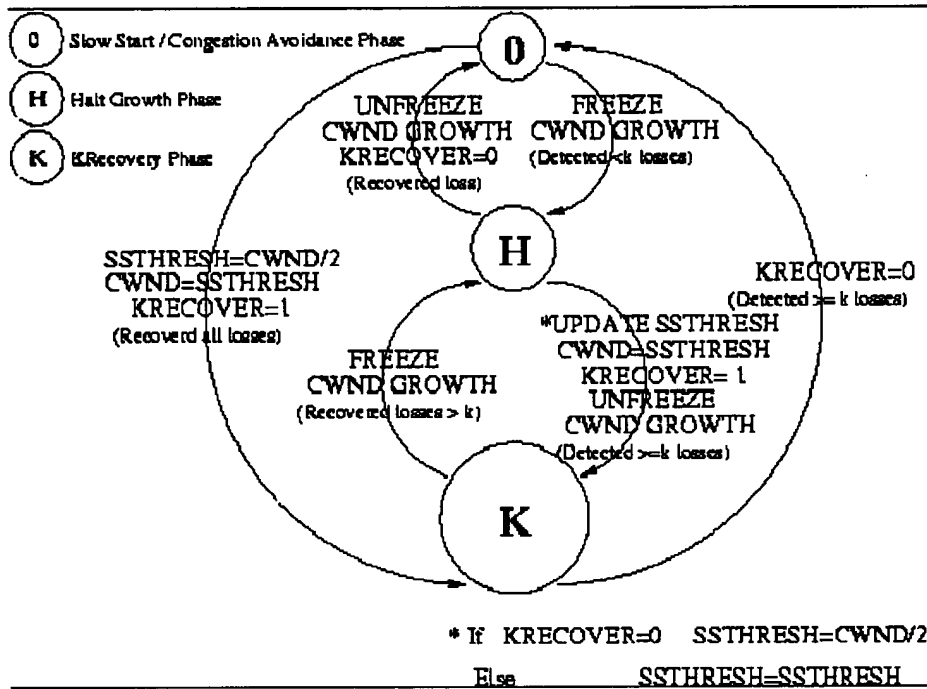 0 Slow Start / Congestion Avoidance Phase
H Halt Growth Phase
K KRecovery Phase
0
UNFREEZE
CWND GROWTH
KRECOVER=0
(Recovered loss)
FREEZE
CWND GROWTH
(Detected <k losses)
H
SSTHRESH=CWND/2
CWND=SSTHRESH
KRECOVER=1
(Recoverd all losses)
KRECOVER=0
(Detected >= k losses)
FREEZE
CWND GROWTH
(Recovered losses > k)
*UPDATE SSTHRESH
CWND=SSTHRESH
KRECOVER= 1
UNFREEZE
CWND GROWTH
(Detected >=k losses)
K
* If KRECOVER=0 SSTHRESH=CWND/2
Else SSTHRESH=SSTHRESH